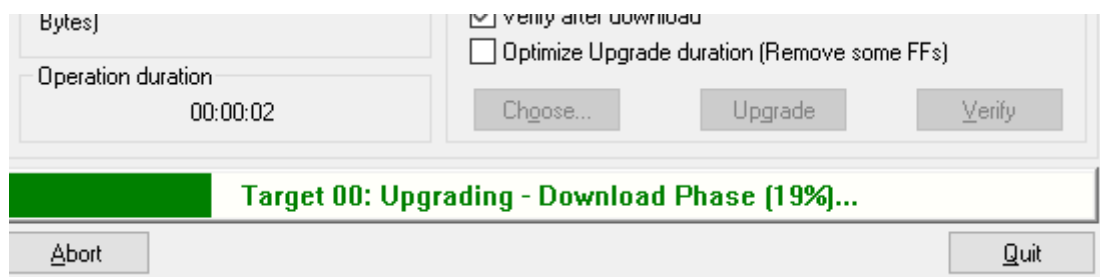 Bytes)
Verify after download
Optimize Upgrade duration (Remove some FFs)
Operation duration
00:00:02
Choose...
Upgrade
Verify
Target 00: Upgrading - Download Phase (19%)...
Abort
Quit